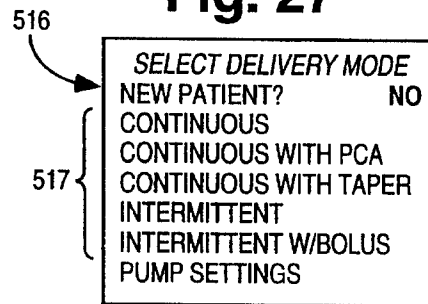 Fig. 27
516
SELECT DELIVERY MODE
NEW PATIENT? NO
517
CONTINUOUS
CONTINUOUS WITH PCA
CONTINUOUS WITH TAPER
INTERMITTENT
INTERMITTENT W/BOLUS
PUMP SETTINGS